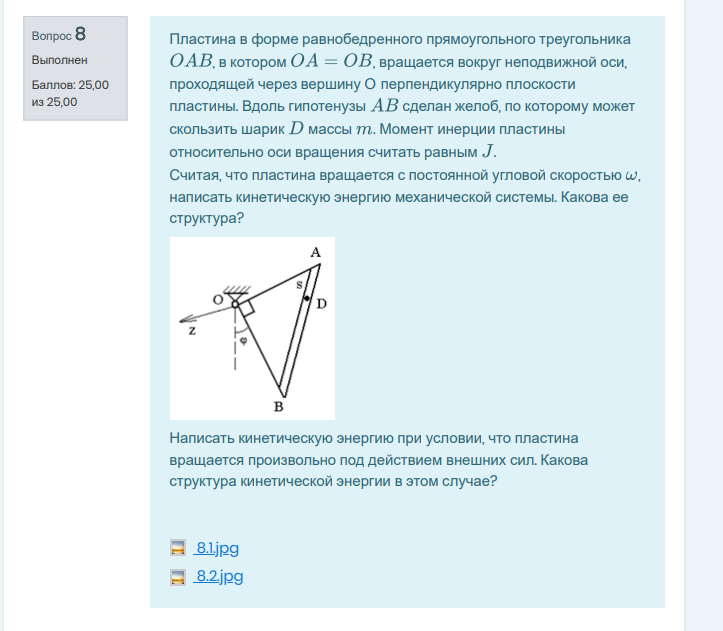 Вопрос 8
Выполнен
Баллов: 25,00
из 25,00
Пластина в форме равнобедренного прямоугольного треугольника
OAB, в котором OA = OB, вращается вокруг неподвижной оси,
проходящей через вершину O перпендикулярно плоскости
пластины. Вдоль гипотенузы AB сделан желоб, по которому может
скользить шарик D массы m. Момент инерции пластины
относительно оси вращения считать равным J.
Считая, что пластина вращается с постоянной угловой скоростью ω,
написать кинетическую энергию механической системы. Какова ее
структура?
A
s
O
D
z
φ
B
Написать кинетическую энергию при условии, что пластина
вращается произвольно под действием внешних сил. Какова
структура кинетической энергии в этом случае?
8.1.jpg
8.2.jpg